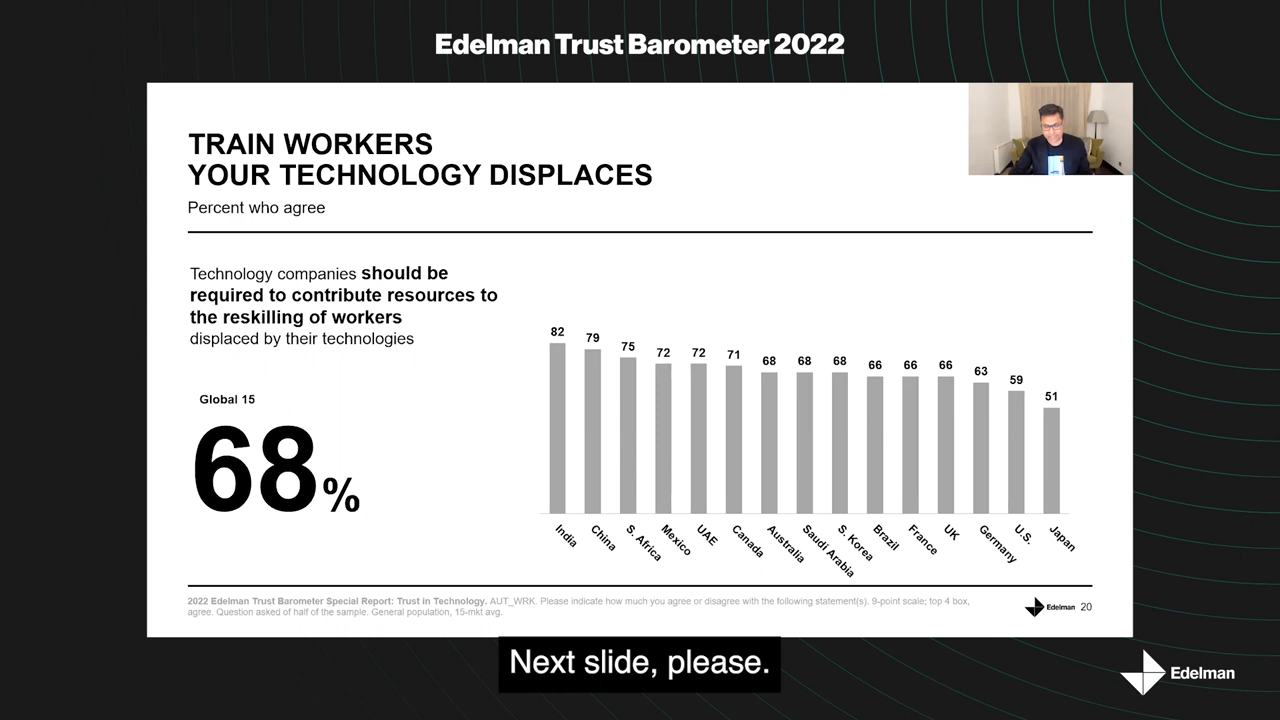 Edelman Trust Barometer 2022
TRAIN WORKERS
YOUR TECHNOLOGY DISPLACES
Percent who agree
Technology companies should be
required to contribute resources to
the reskilling of workers
displaced by their technologies
Global 15
68%
82 79 75 72 72 71 68 68 68 66 66 66 63 59 51
India China S. Africa Mexico UAE Canada Australia Saudi Arabia S. Korea Brazil France UK Germany U.S. Japan
2022 Edelman Trust Barometer Special Report: Trust in Technology. AUT_WRK. Please indicate how much you agree or disagree with the following statement(s). 9-point scale; top 4 box,
agree. Question asked of half of the sample. General population, 15-mkt avg.
Edelman 20
Next slide, please.
Edelman